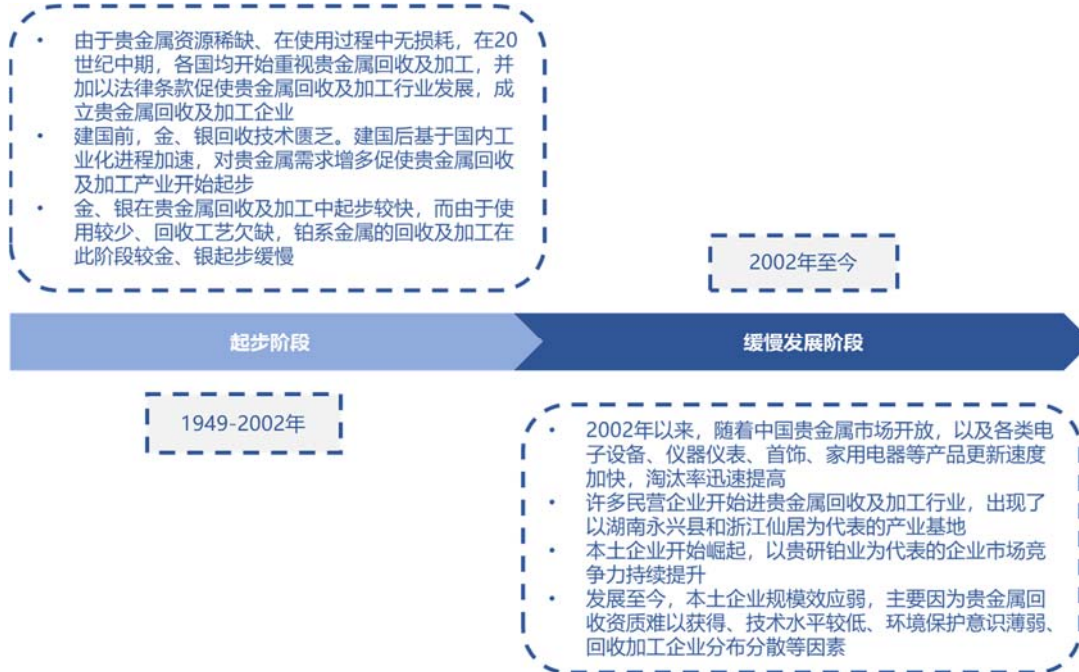 • 由于贵金属资源稀缺、在使用过程中无损耗，在20
世纪中期，各国均开始重视贵金属回收及加工，并
加以法律条款促使贵金属回收及加工行业发展，成
立贵金属回收及加工企业
• 建国前，金、银回收技术匮乏。建国后基于国内工
业化进程加速，对贵金属需求增多促使贵金属回收
及加工产业开始起步
• 金、银在贵金属回收及加工中起步较快，而由于使
用较少、回收工艺欠缺，铂系金属的回收及加工在
此阶段较金、银起步缓慢
2002年至今
起步阶段
缓慢发展阶段
1949-2002年
• 2002年以来，随着中国贵金属市场开放，以及各类电
子设备、仪器仪表、首饰、家用电器等产品更新速度
加快，淘汰率迅速提高
• 许多民营企业开始进贵金属回收及加工行业，出现了
以湖南永兴县和浙江仙居为代表的产业基地
• 本土企业开始崛起，以贵研铂业为代表的企业市场竞
争力持续提升
• 发展至今，本土企业规模效应弱，主要因为贵金属回
收资质难以获得、技术水平较低、环境保护意识薄弱、
回收加工企业分布分散等因素